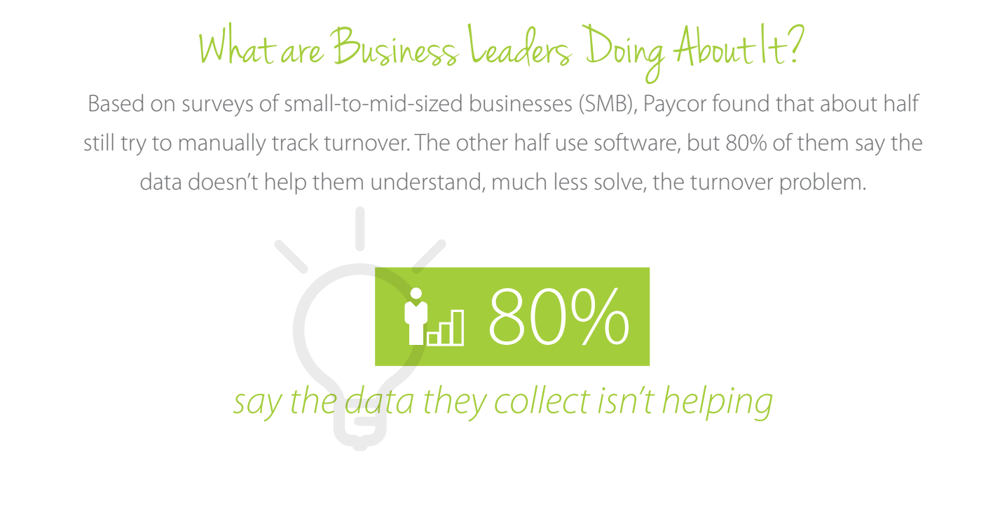 What are Business Leaders Doing About It?
Based on surveys of small-to-mid-sized businesses (SMB), Paycor found that about half
still try to manually track turnover. The other half use software, but 80% of them say the
data doesn’t help them understand, much less solve, the turnover problem.
80%
say the data they collect isn’t helping